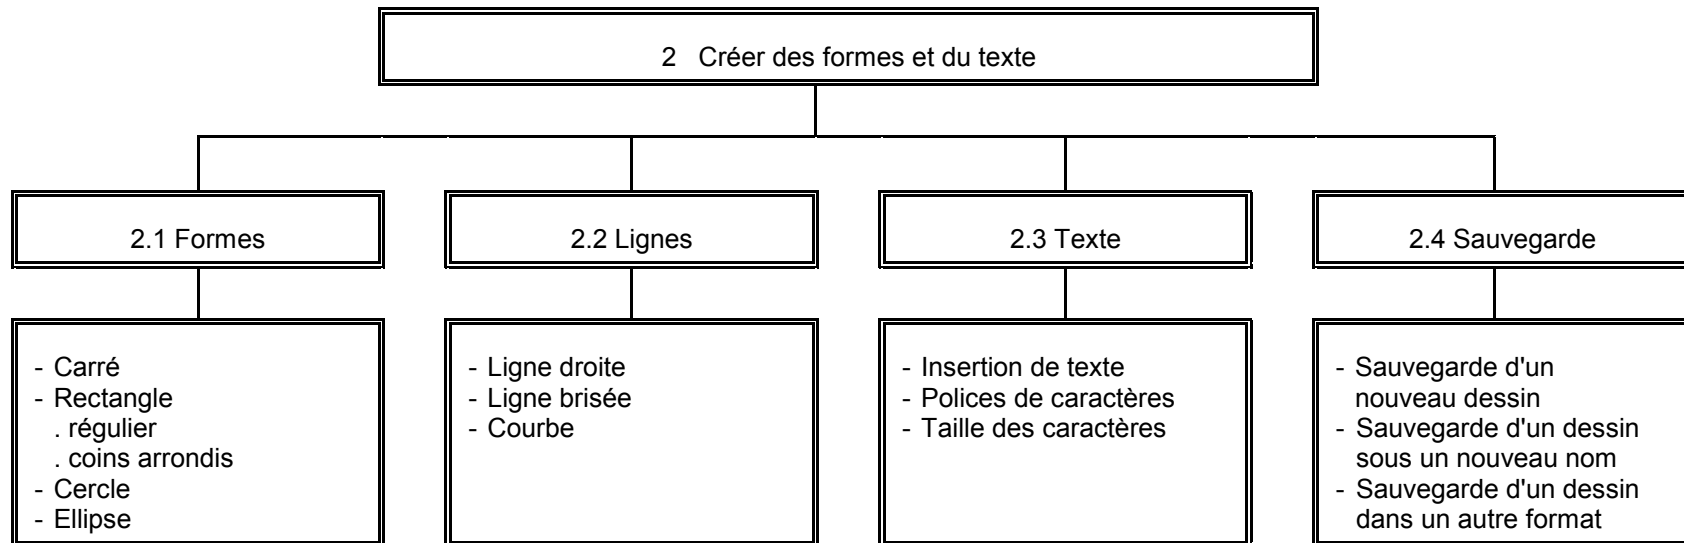 2 Créer des formes et du texte
2.1 Formes
2.2 Lignes
2.3 Texte
2.4 Sauvegarde
- Carré
- Rectangle
. régulier
. coins arrondis
- Cercle
- Ellipse
- Ligne droite
- Ligne brisée
- Courbe
- Insertion de texte
- Polices de caractères
- Taille des caractères
- Sauvegarde d'un
nouveau dessin
- Sauvegarde d'un dessin
sous un nouveau nom
- Sauvegarde d'un dessin
dans un autre format